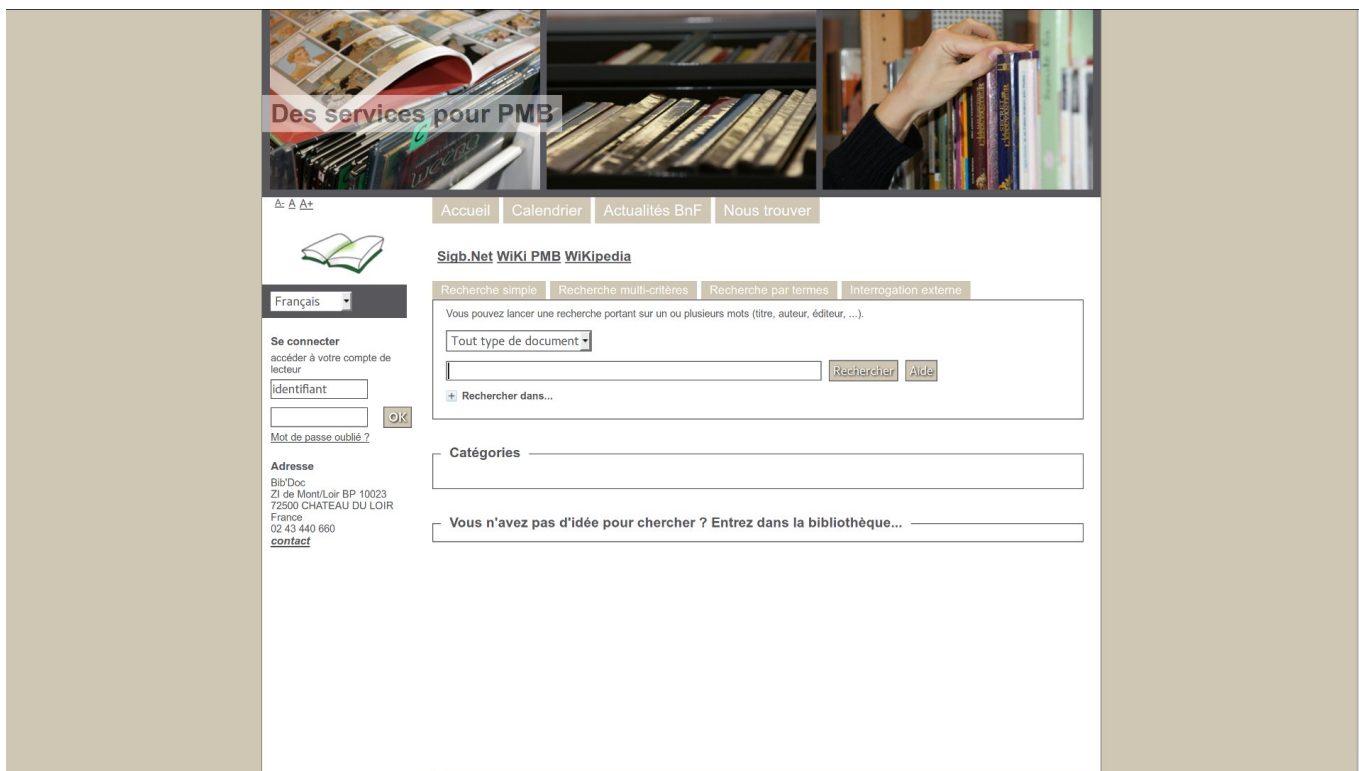 Des services pour PMB
A- A A+
Accueil Calendrier Actualités BnF Nous trouver
Sigb.Net WiKi PMB WiKipedia
Français
Recherche simple Recherche multi-critères Recherche par termes Interrogation externe
Vous pouvez lancer une recherche portant sur un ou plusieurs mots (titre, auteur, éditeur, ...).
Tout type de document
Rechercher Aide
Rechercher dans...
Se connecter
accéder à votre compte de
lecteur
identifiant
OK
Mot de passe oublié ?
Adresse
Bib'Doc
ZI de Mont/Loir BP 10023
72500 CHATEAU DU LOIR
France
02 43 440 660
contact
Catégories
Vous n'avez pas d'idée pour chercher ? Entrez dans la bibliothèque...